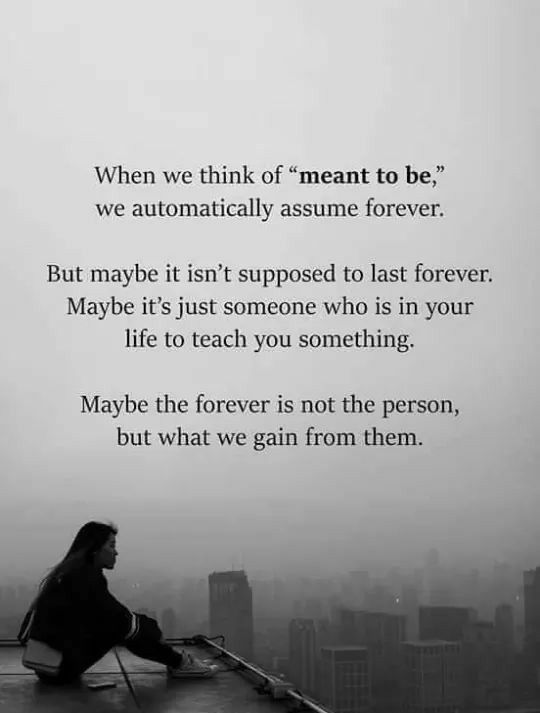 When we think of “meant to be,”
we automatically assume forever.
But maybe it isn’t supposed to last forever.
Maybe it’s just someone who is in your
life to teach you something.
Maybe the forever is not the person,
but what we gain from them.